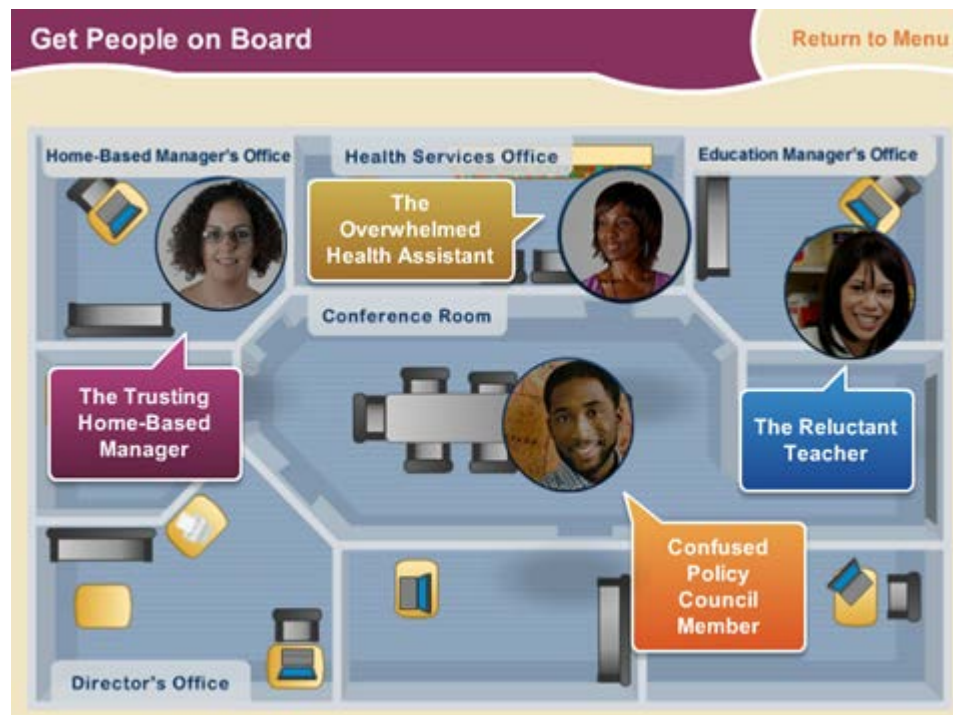 Get People on Board
Return to Menu
Home-Based Manager's Office
Health Services Office
Education Manager's Office
The
Overwhelmed
Health Assistant
Conference Room
The Trusting
Home-Based
Manager
The Reluctant
Teacher
Confused
Policy
Council
Member
Director's Office